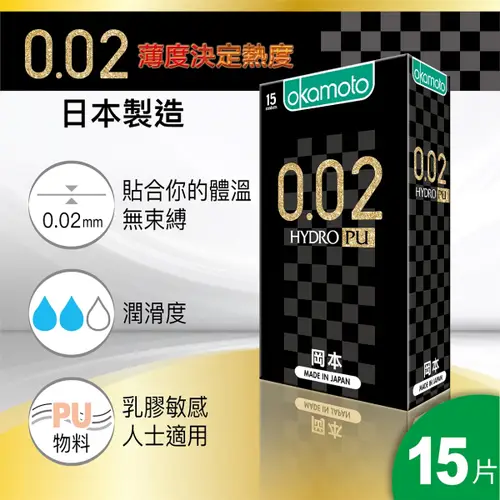 0.02 薄度決定熱度
日本製造
0.02mm
貼合你的體溫
無束縛
潤滑度
PU
物料
乳膠敏感
人士適用
15
okamoto
0.02
HYDRO PU
岡本
MADE IN JAPAN
okamoto
0.02
HYDRO PU
岡本
MADE IN JAPAN
15片